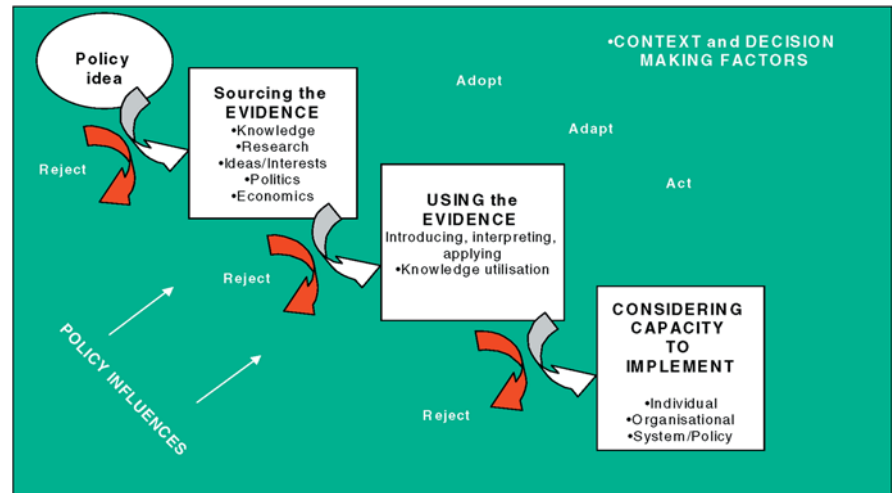 Policy
idea
•CONTEXT and DECISION
MAKING FACTORS
Sourcing the
EVIDENCE
•Knowledge
•Research
•Ideas/Interests
•Politics
•Economics
Adopt
Adapt
Act
Reject
USING the
EVIDENCE
Introducing, interpreting,
applying
•Knowledge utilisation
Reject
CONSIDERING
CAPACITY
TO
IMPLEMENT
•Individual
•Organisational
•System/Policy
Reject
POLICY INFLUENCES